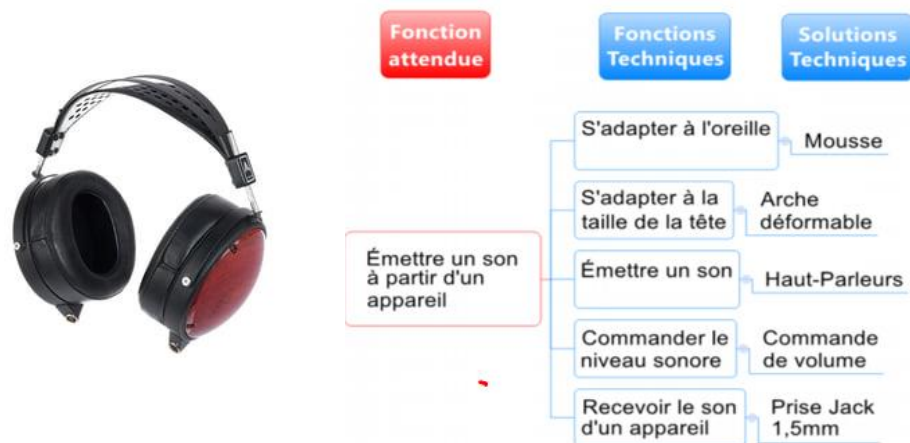 Fonction
attendue
Fonctions
Techniques
Solutions
Techniques
S'adapter à l'oreille
Mousse
S'adapter à la
taille de la tête
Arche
déformable
Émettre un son
à partir d'un
appareil
Émettre un son
Haut-Parleurs
Commander le
niveau sonore
Commande
de volume
Recevoir le son
d'un appareil
Prise Jack
1,5mm